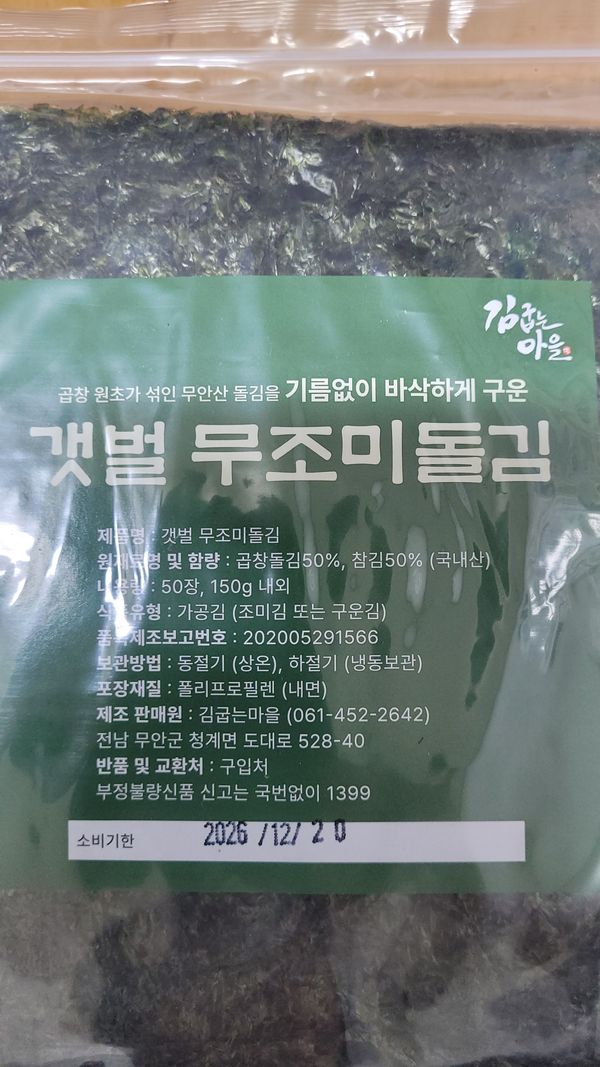 김굽는
마을
곱창 원초가 섞인 무안산 돌김을 기름없이 바삭하게 구운
갯벌 무조미돌김
제품명 : 갯벌 무조미돌김
원재료명 및 함량 : 곱창돌김50%, 참김50% (국내산)
내용량 : 50장, 150g 내외
식품유형 : 가공김 (조미김 또는 구운김)
품목제조보고번호 : 202005291566
보관방법 : 동절기 (상온), 하절기 (냉동보관)
포장재질 : 폴리프로필렌 (내면)
제조 판매원 : 김굽는마을 (061-452-2642)
전남 무안군 청계면 도대로 528-40
반품 및 교환처 : 구입처
부정불량신품 신고는 국번없이 1399
소비기한 2026 /12/ 20